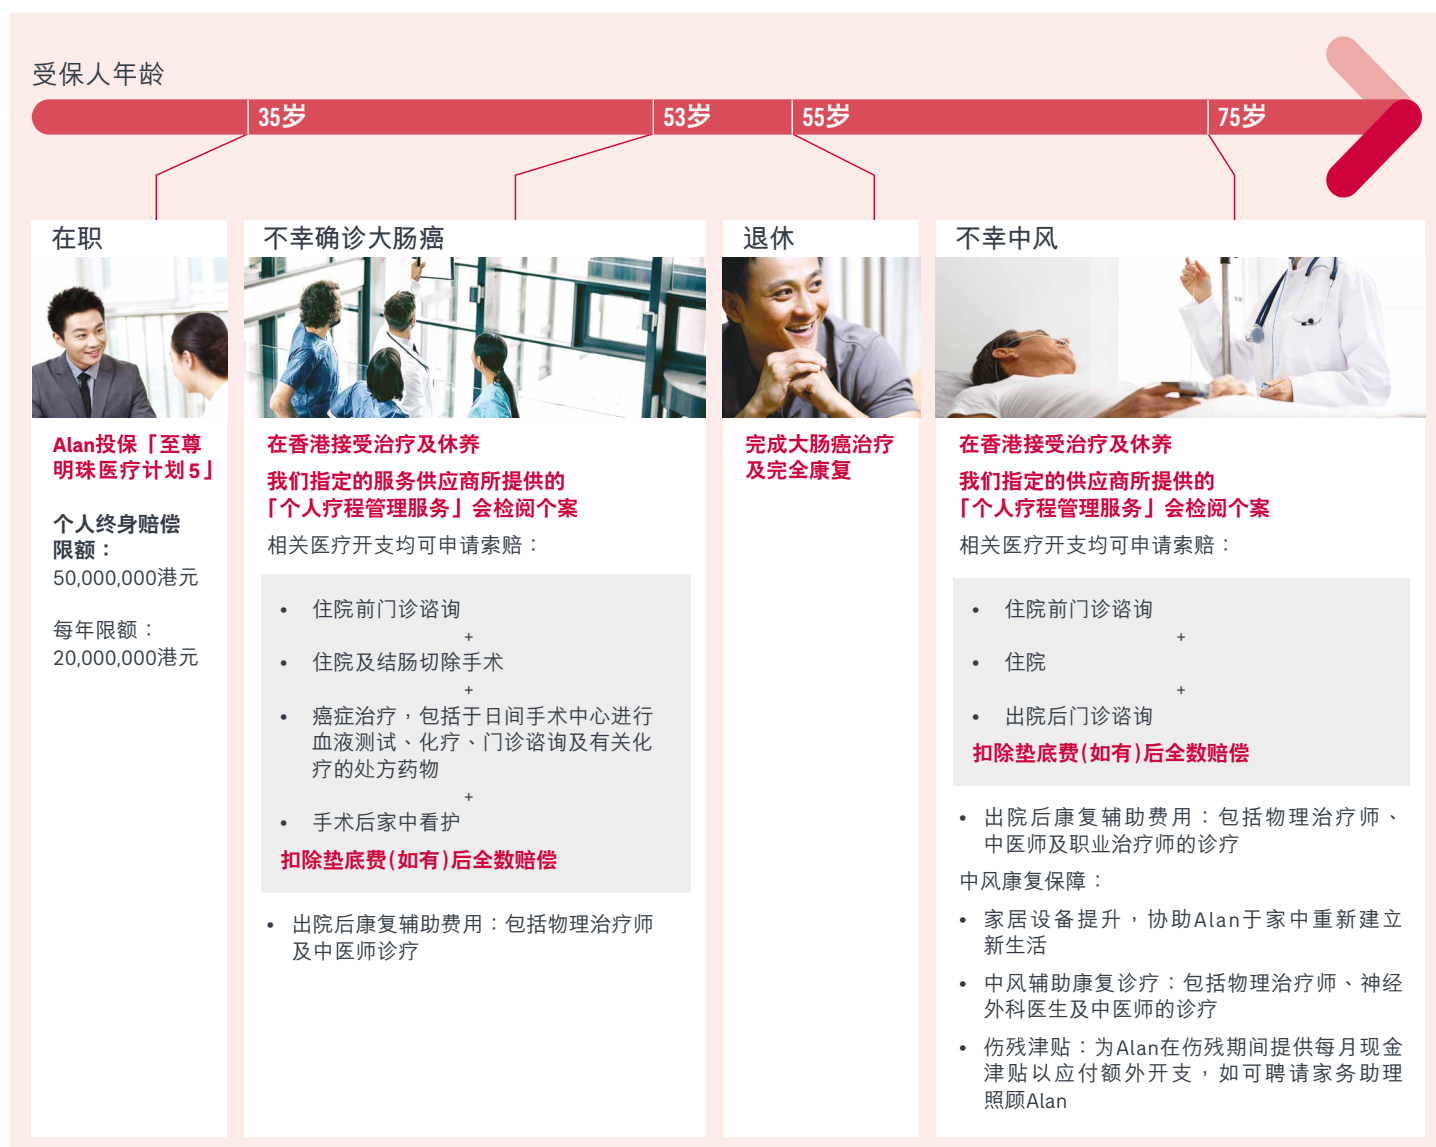 受保人年龄
35岁
53岁
55岁
75岁
在职
Alan投保「至尊
明珠医疗计划5」
个人终身赔偿
限额：
50,000,000港元
每年限额：
20,000,000港元
不幸确诊大肠癌
在香港接受治疗及休养
我们指定的服务供应商所提供的
「个人疗程管理服务」会检阅个案
相关医疗开支均可申请索赔：
• 住院前门诊谘询
+
• 住院及结肠切除手术
+
• 癌症治疗，包括于日间手术中心进行
血液测试、化疗、门诊谘询及有关化
疗的处方药物
+
• 手术后家中看护
扣除垫底费(如有)后全数赔偿
• 出院后康复辅助费用：包括物理治疗师
及中医师诊疗
退休
完成大肠癌治疗
及完全康复
不幸中风
在香港接受治疗及休养
我们指定的供应商所提供的
「个人疗程管理服务」会检阅个案
相关医疗开支均可申请索赔：
• 住院前门诊谘询
+
• 住院
+
• 出院后门诊谘询
扣除垫底费(如有)后全数赔偿
• 出院后康复辅助费用：包括物理治疗师、
中医师及职业治疗师的诊疗
中风康复保障：
• 家居设备提升，协助Alan于家中重新建立
新生活
• 中风辅助康复诊疗：包括物理治疗师、神经
外科医生及中医师的诊疗
• 伤残津贴：为Alan在伤残期间提供每月现金
津贴以应付额外开支，如可聘请家务助理
照顾Alan